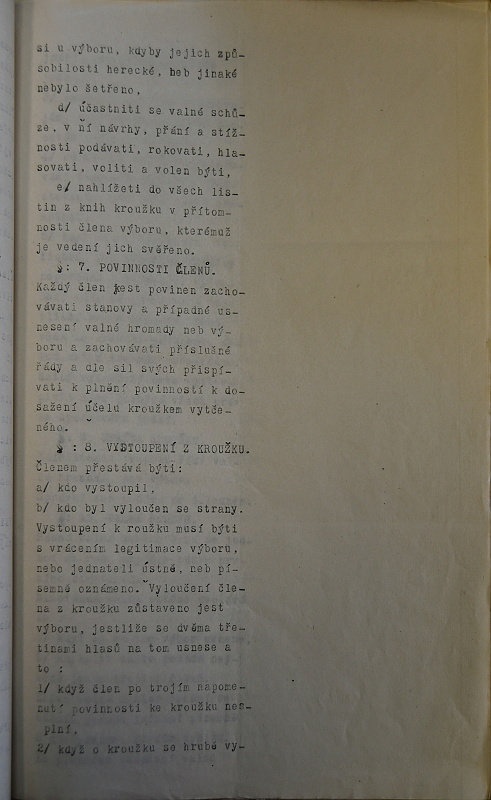 si u výboru, kdyby jejich způ-
sobilosti herecké, heb jinaké
nebylo šetřeno,
d/ účastniti se valné schů-
ze. v ní návrhy, přání a stíž-
nosti podávati, rokovati, hla-
sovati, voliti a volen býti,
e/ nahlížeti do všech lis-
tin z knih kroužku v přítom-
nosti člena výboru, kterémuž
je vedení jich svěřeno.
§: 7. POVINNOSTI ČLENŮ.
Každý člen jest povinen zacho-
vávati stanovy a případné us-
nesení valné hromady neb vý-
boru a zachovávati příslušné
řády a dle sil svých přispí-
vati k plnění povinností k do-
sažení účelu kroužkem vytče-
ného.
§ : 8. VYSTOUPENÍ Z KROUŽKU.
Členem přestává býti:
a/ kdo vystoupil,
b/ kdo byl vyloučen se strany.
Vystoupení k roužku musí býti
s vrácením legitimace výboru,
nebo jednateli ústně, neb pí-
semně oznámeno. Vyloučení čle-
na z kroužku zůstaveno jest
výboru, jestliže se dvěma tře-
tinami hlasů na tom usnese a
to :
1/ když člen po trojím napome-
nutí povinnosti ke kroužku nes-
plní,
2/ když o kroužku se hrubě vy-